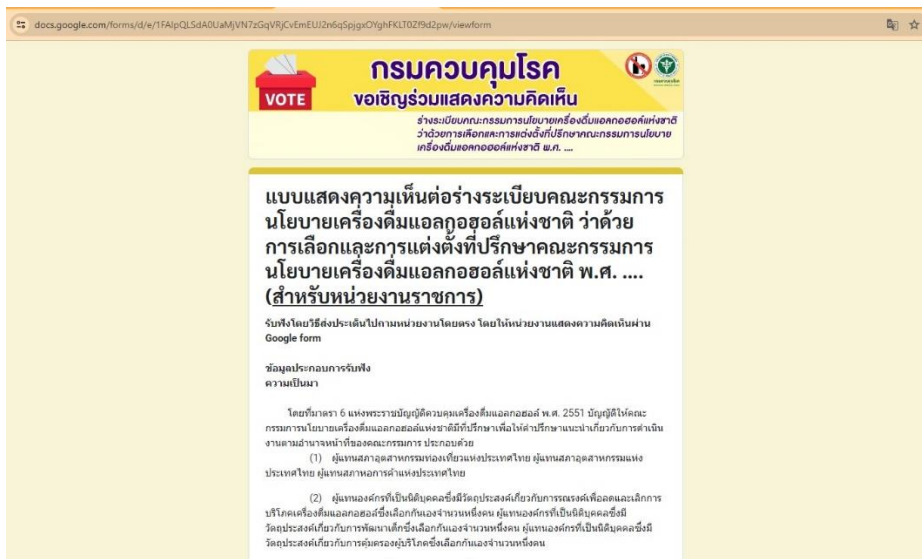 docs.google.com/forms/d/e/1FAIpQLSdA0UaMjVN7zGqVRjCvEmEUJ2n6qSpjgxOYghFKLT0Zf9d2pw/viewform
VOTE
กรมควบคุมโรค
ขอเชิญร่วมแสดงความคิดเห็น
ร่างระเบียบคณะกรรมการนโยบายเครื่องดื่มแอลกอฮอล์แห่งชาติ
ว่าด้วยการเลือกและการแต่งตั้งที่ปรึกษาคณะกรรมการนโยบาย
เครื่องดื่มแอลกอฮอล์แห่งชาติ พ.ศ. ....
แบบแสดงความเห็นต่อร่างระเบียบคณะกรรมการ
นโยบายเครื่องดื่มแอลกอฮอล์แห่งชาติ ว่าด้วย
การเลือกและการแต่งตั้งที่ปรึกษาคณะกรรมการ
นโยบายเครื่องดื่มแอลกอฮอล์แห่งชาติ พ.ศ. ....
(สำหรับหน่วยงานราชการ)
รับฟังโดยวิธีส่งประเด็นไปถามหน่วยงานโดยตรง โดยให้หน่วยงานแสดงความคิดเห็นผ่าน
Google form
ข้อมูลประกอบการรับฟัง
ความเป็นมา
โดยที่มาตรา 6 แห่งพระราชบัญญัติควบคุมเครื่องดื่มแอลกอฮอล์ พ.ศ. 2551 บัญญัติให้คณะ
กรรมการนโยบายเครื่องดื่มแอลกอฮอล์แห่งชาติมีที่ปรึกษาเพื่อให้คำปรึกษาแนะนำเกี่ยวกับการดำเนิน
งานตามอำนาจหน้าที่ของคณะกรรมการ ประกอบด้วย
(1) ผู้แทนสภาอุตสาหกรรมท่องเที่ยวแห่งประเทศไทย ผู้แทนสภาอุตสาหกรรมแห่ง
ประเทศไทย ผู้แทนสภาหอการค้าแห่งประเทศไทย
(2) ผู้แทนองค์กรที่เป็นนิติบุคคลซึ่งมีวัตถุประสงค์เกี่ยวกับการรณรงค์เพื่อลดและเลิกการ
บริโภคเครื่องดื่มแอลกอฮอล์ซึ่งเลือกกันเองจำนวนหนึ่งคน ผู้แทนองค์กรที่เป็นนิติบุคคลซึ่งมี
วัตถุประสงค์เกี่ยวกับการพัฒนาเด็กซึ่งเลือกกันเองจำนวนหนึ่งคน ผู้แทนองค์กรที่เป็นนิติบุคคลซึ่งมี
วัตถุประสงค์เกี่ยวกับการคุ้มครองผู้บริโภคซึ่งเลือกกันเองจำนวนหนึ่งคน